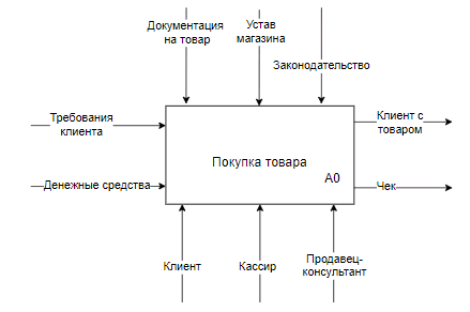 Документация
на товар
Устав
магазина
Законодательство
Требования
клиента
Клиент с
товаром
Покупка товара
A0
Денежные средства
Чек
Клиент
Кассир
Продавец-
консультант